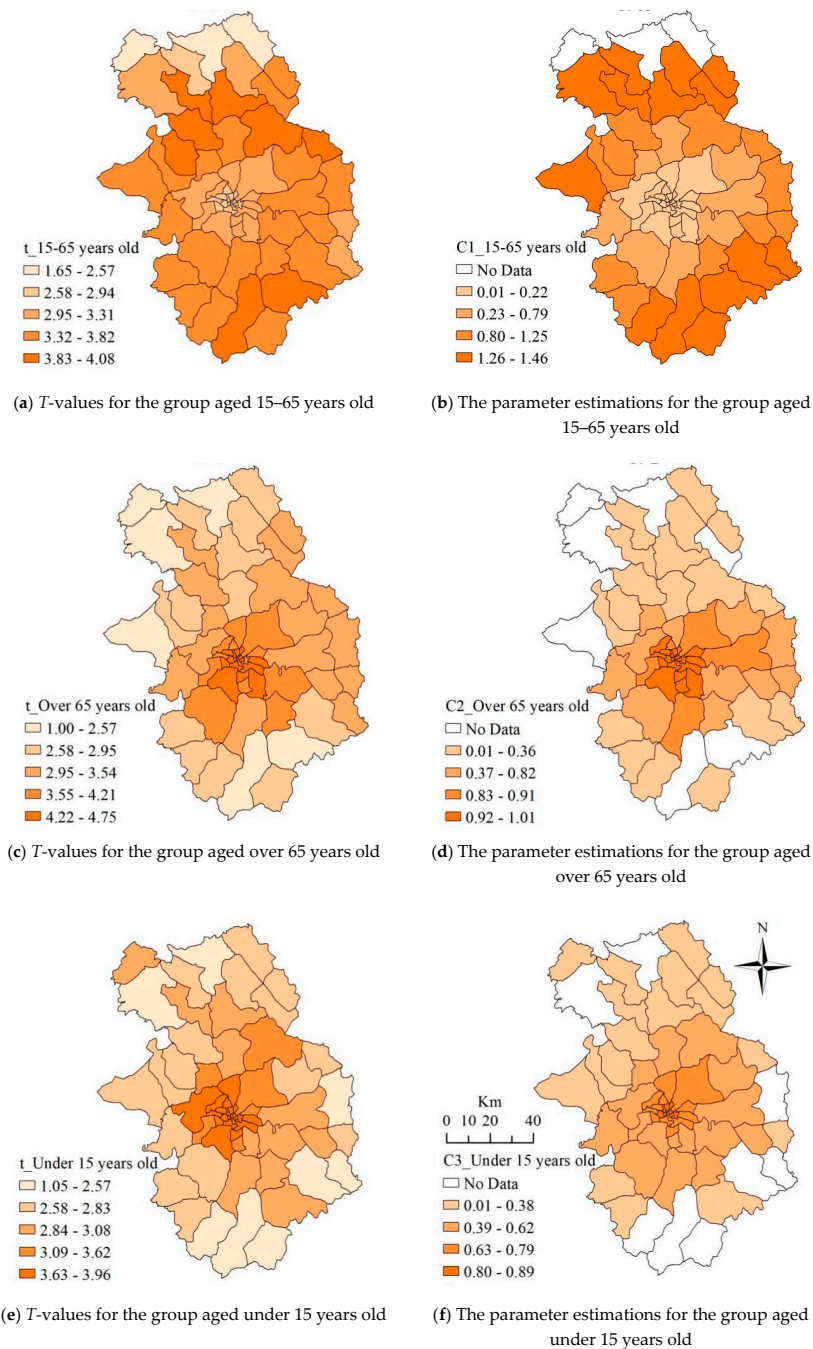 t_15-65 years old
1.65 - 2.57
2.58 - 2.94
2.95 - 3.31
3.32 - 3.82
3.83 - 4.08
C1_15-65 years old
No Data
0.01 - 0.22
0.23 - 0.79
0.80 - 1.25
1.26 - 1.46
(a) T-values for the group aged 15–65 years old
(b) The parameter estimations for the group aged
15–65 years old
t_Over 65 years old
1.00 - 2.57
2.58 - 2.95
2.95 - 3.54
3.55 - 4.21
4.22 - 4.75
C2_Over 65 years old
No Data
0.01 - 0.36
0.37 - 0.82
0.83 - 0.91
0.92 - 1.01
(c) T-values for the group aged over 65 years old
(d) The parameter estimations for the group aged
over 65 years old
t_Under 15 years old
1.05 - 2.57
2.58 - 2.83
2.84 - 3.08
3.09 - 3.62
3.63 - 3.96
N
Km
0 10 20 40
C3_Under 15 years old
No Data
0.01 - 0.38
0.39 - 0.62
0.63 - 0.79
0.80 - 0.89
(e) T-values for the group aged under 15 years old
(f) The parameter estimations for the group aged
under 15 years old